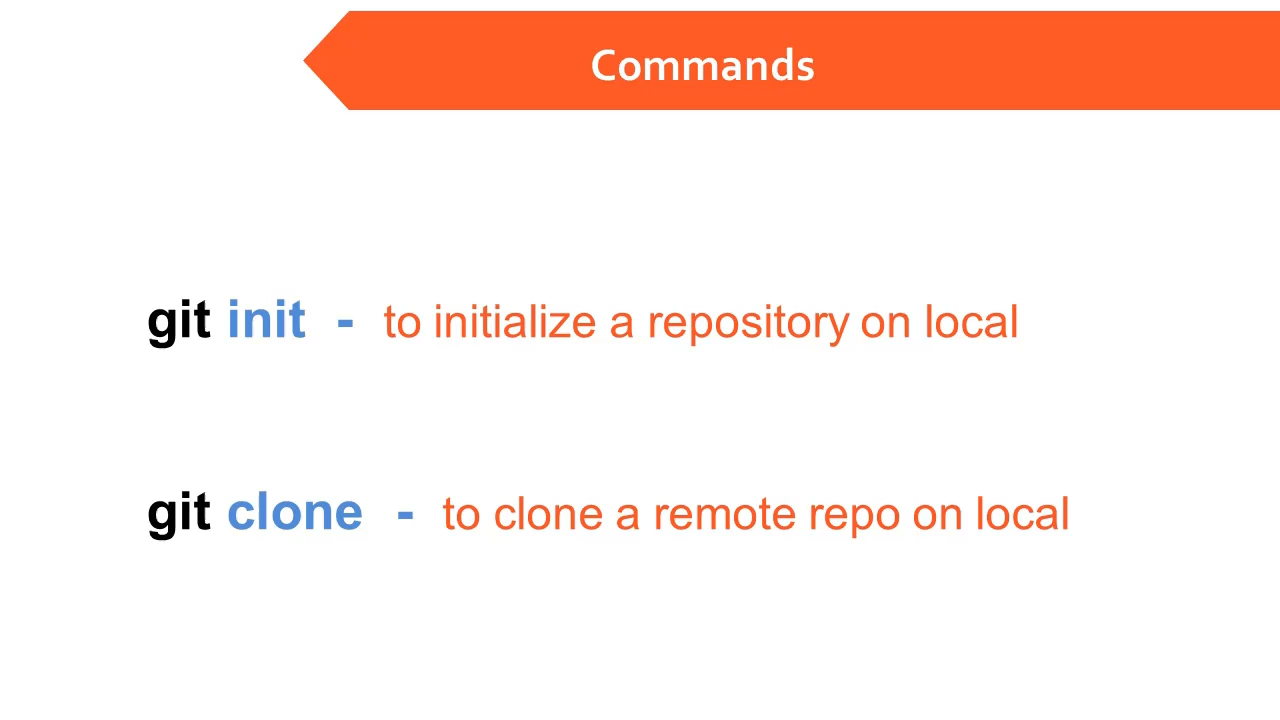 Commands
git init - to initialize a repository on local
git clone - to clone a remote repo on local